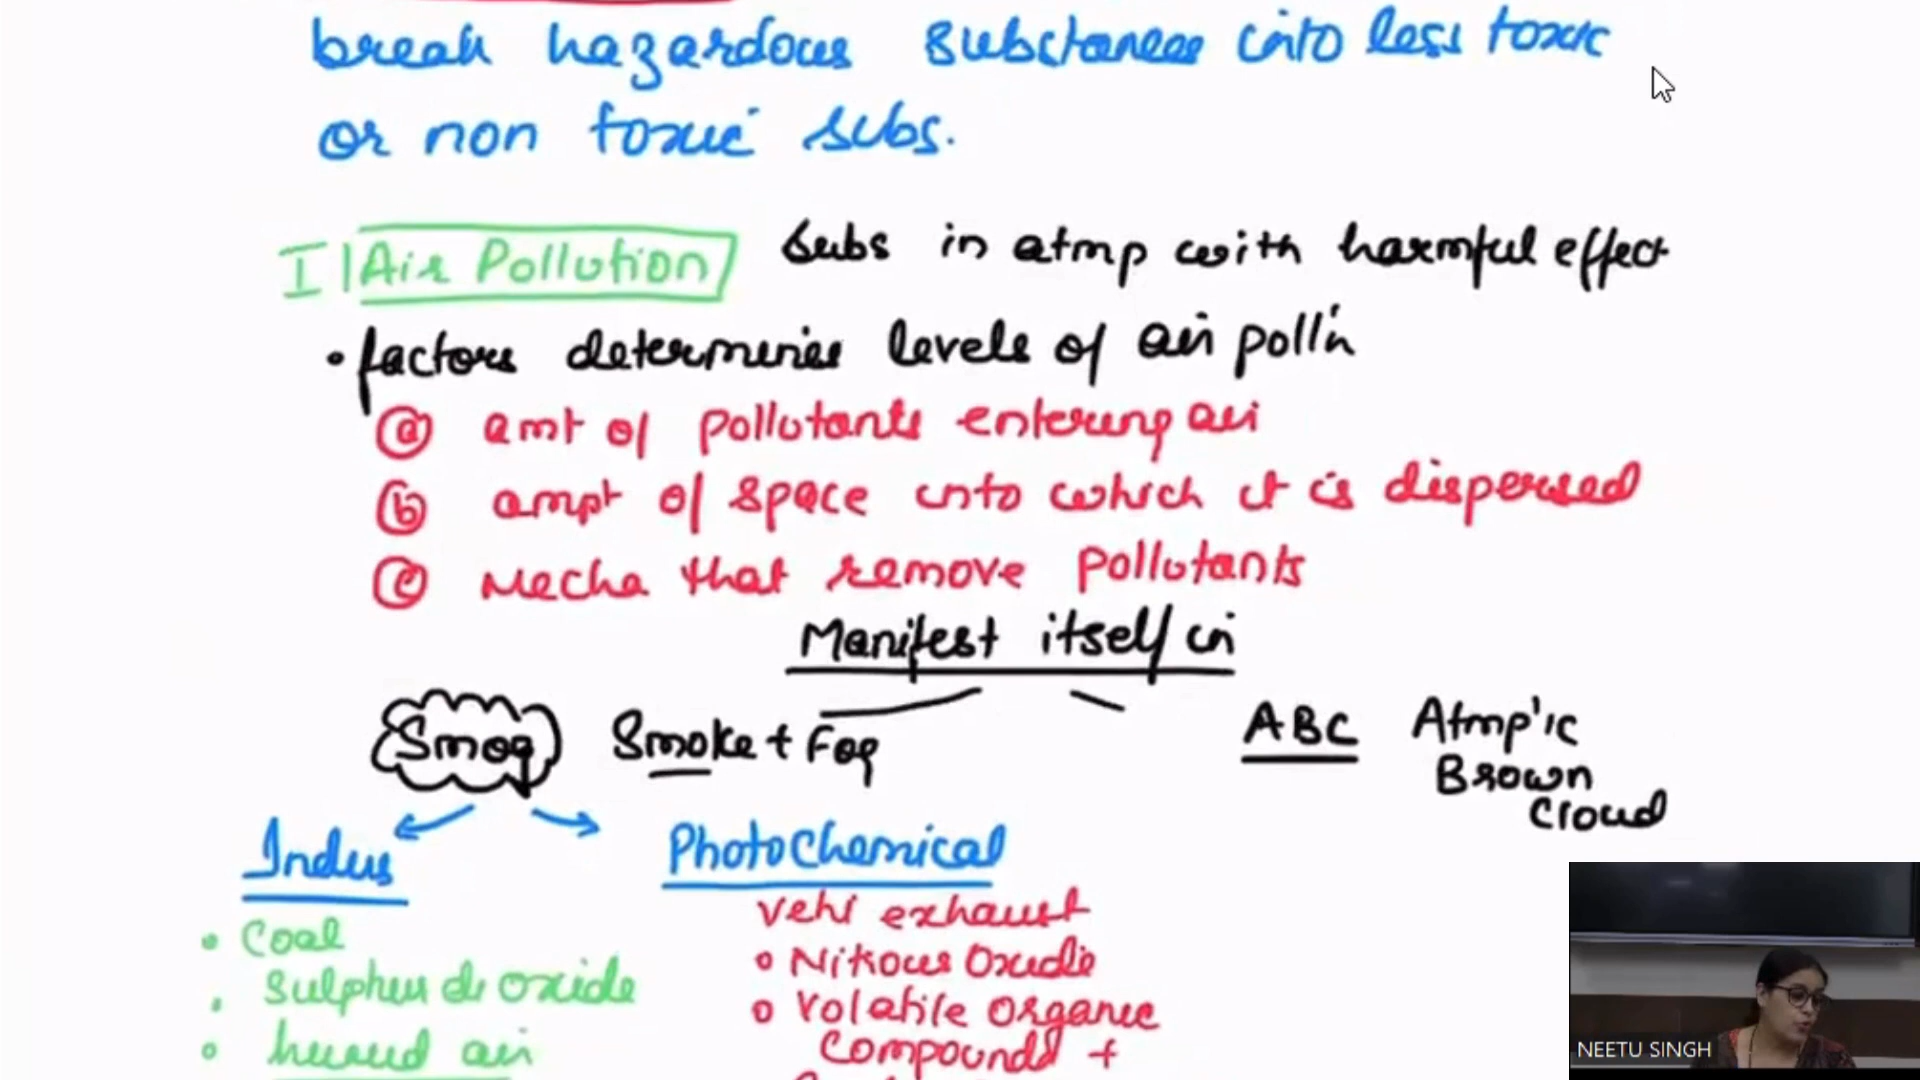 break hazardous substances into less toxic
or non toxic subs.
I | Air Pollution subs in atmp with harmful effect
• factors determines levels of air poll'n
(a) amt of pollutants entering air
(b) ampt of space into which it is dispersed
(c) Mecha that remove pollutants
Manifest itself in
Smog Smoke + Fog ABC Atmp'ic
Brown
Cloud
Indus Photochemical
• Coal
Vehi exhaust
• Sulphur di oxide
• Nitrous Oxide
• humid air
• Volatile Organic
Compounds +
NEETU SINGH